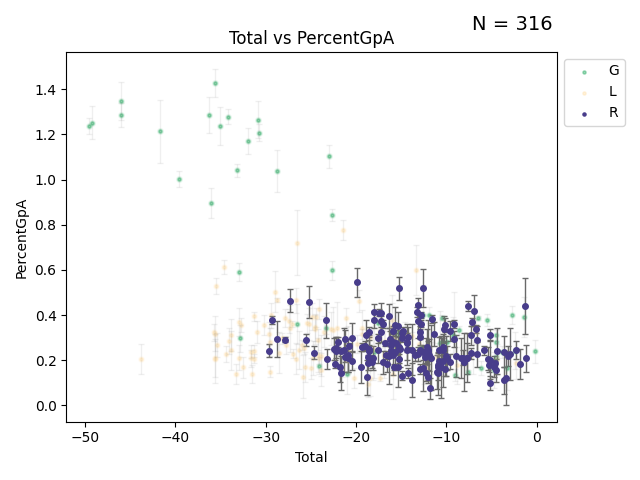 N = 316
Total vs PercentGpA
G
L
R
PercentGpA
1.4
1.2
1.0
0.8
0.6
0.4
0.2
0.0
−50 −40 −30 −20 −10 0
Total